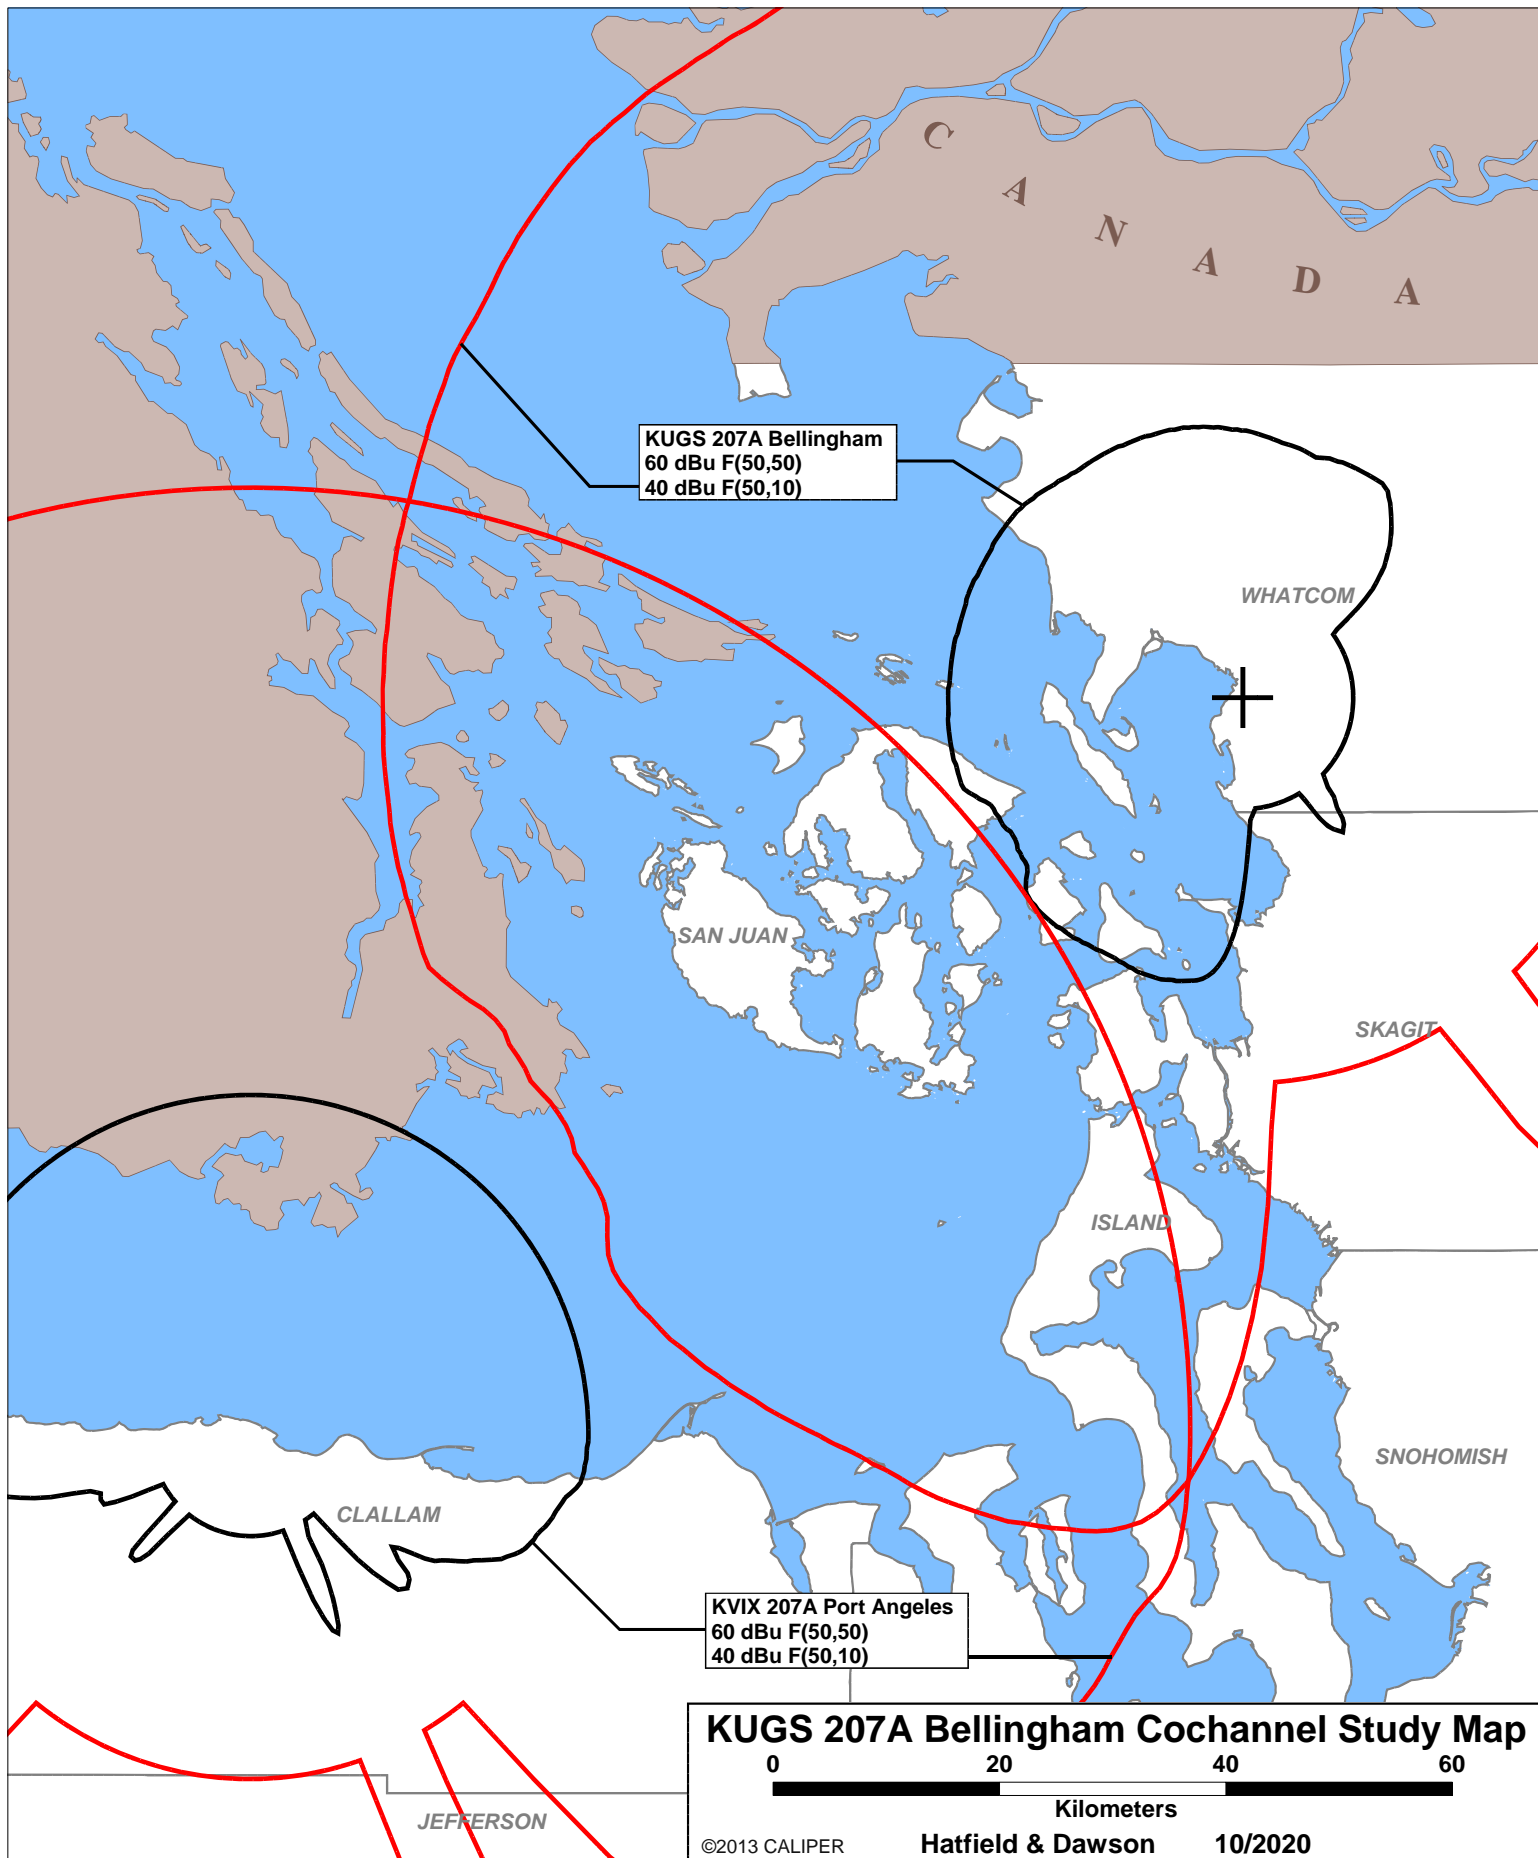 CANADA
KUGS 207A Bellingham
60 dBu F(50,50)
40 dBu F(50,10)
WHATCOM
SAN JUAN
SKAGIT
ISLAND
SNOHOMISH
CLALLAM
KVIX 207A Port Angeles
60 dBu F(50,50)
40 dBu F(50,10)
JEFFERSON
KUGS 207A Bellingham Cochannel Study Map
0 20 40 60
Kilometers
©2013 CALIPER Hatfield & Dawson 10/2020